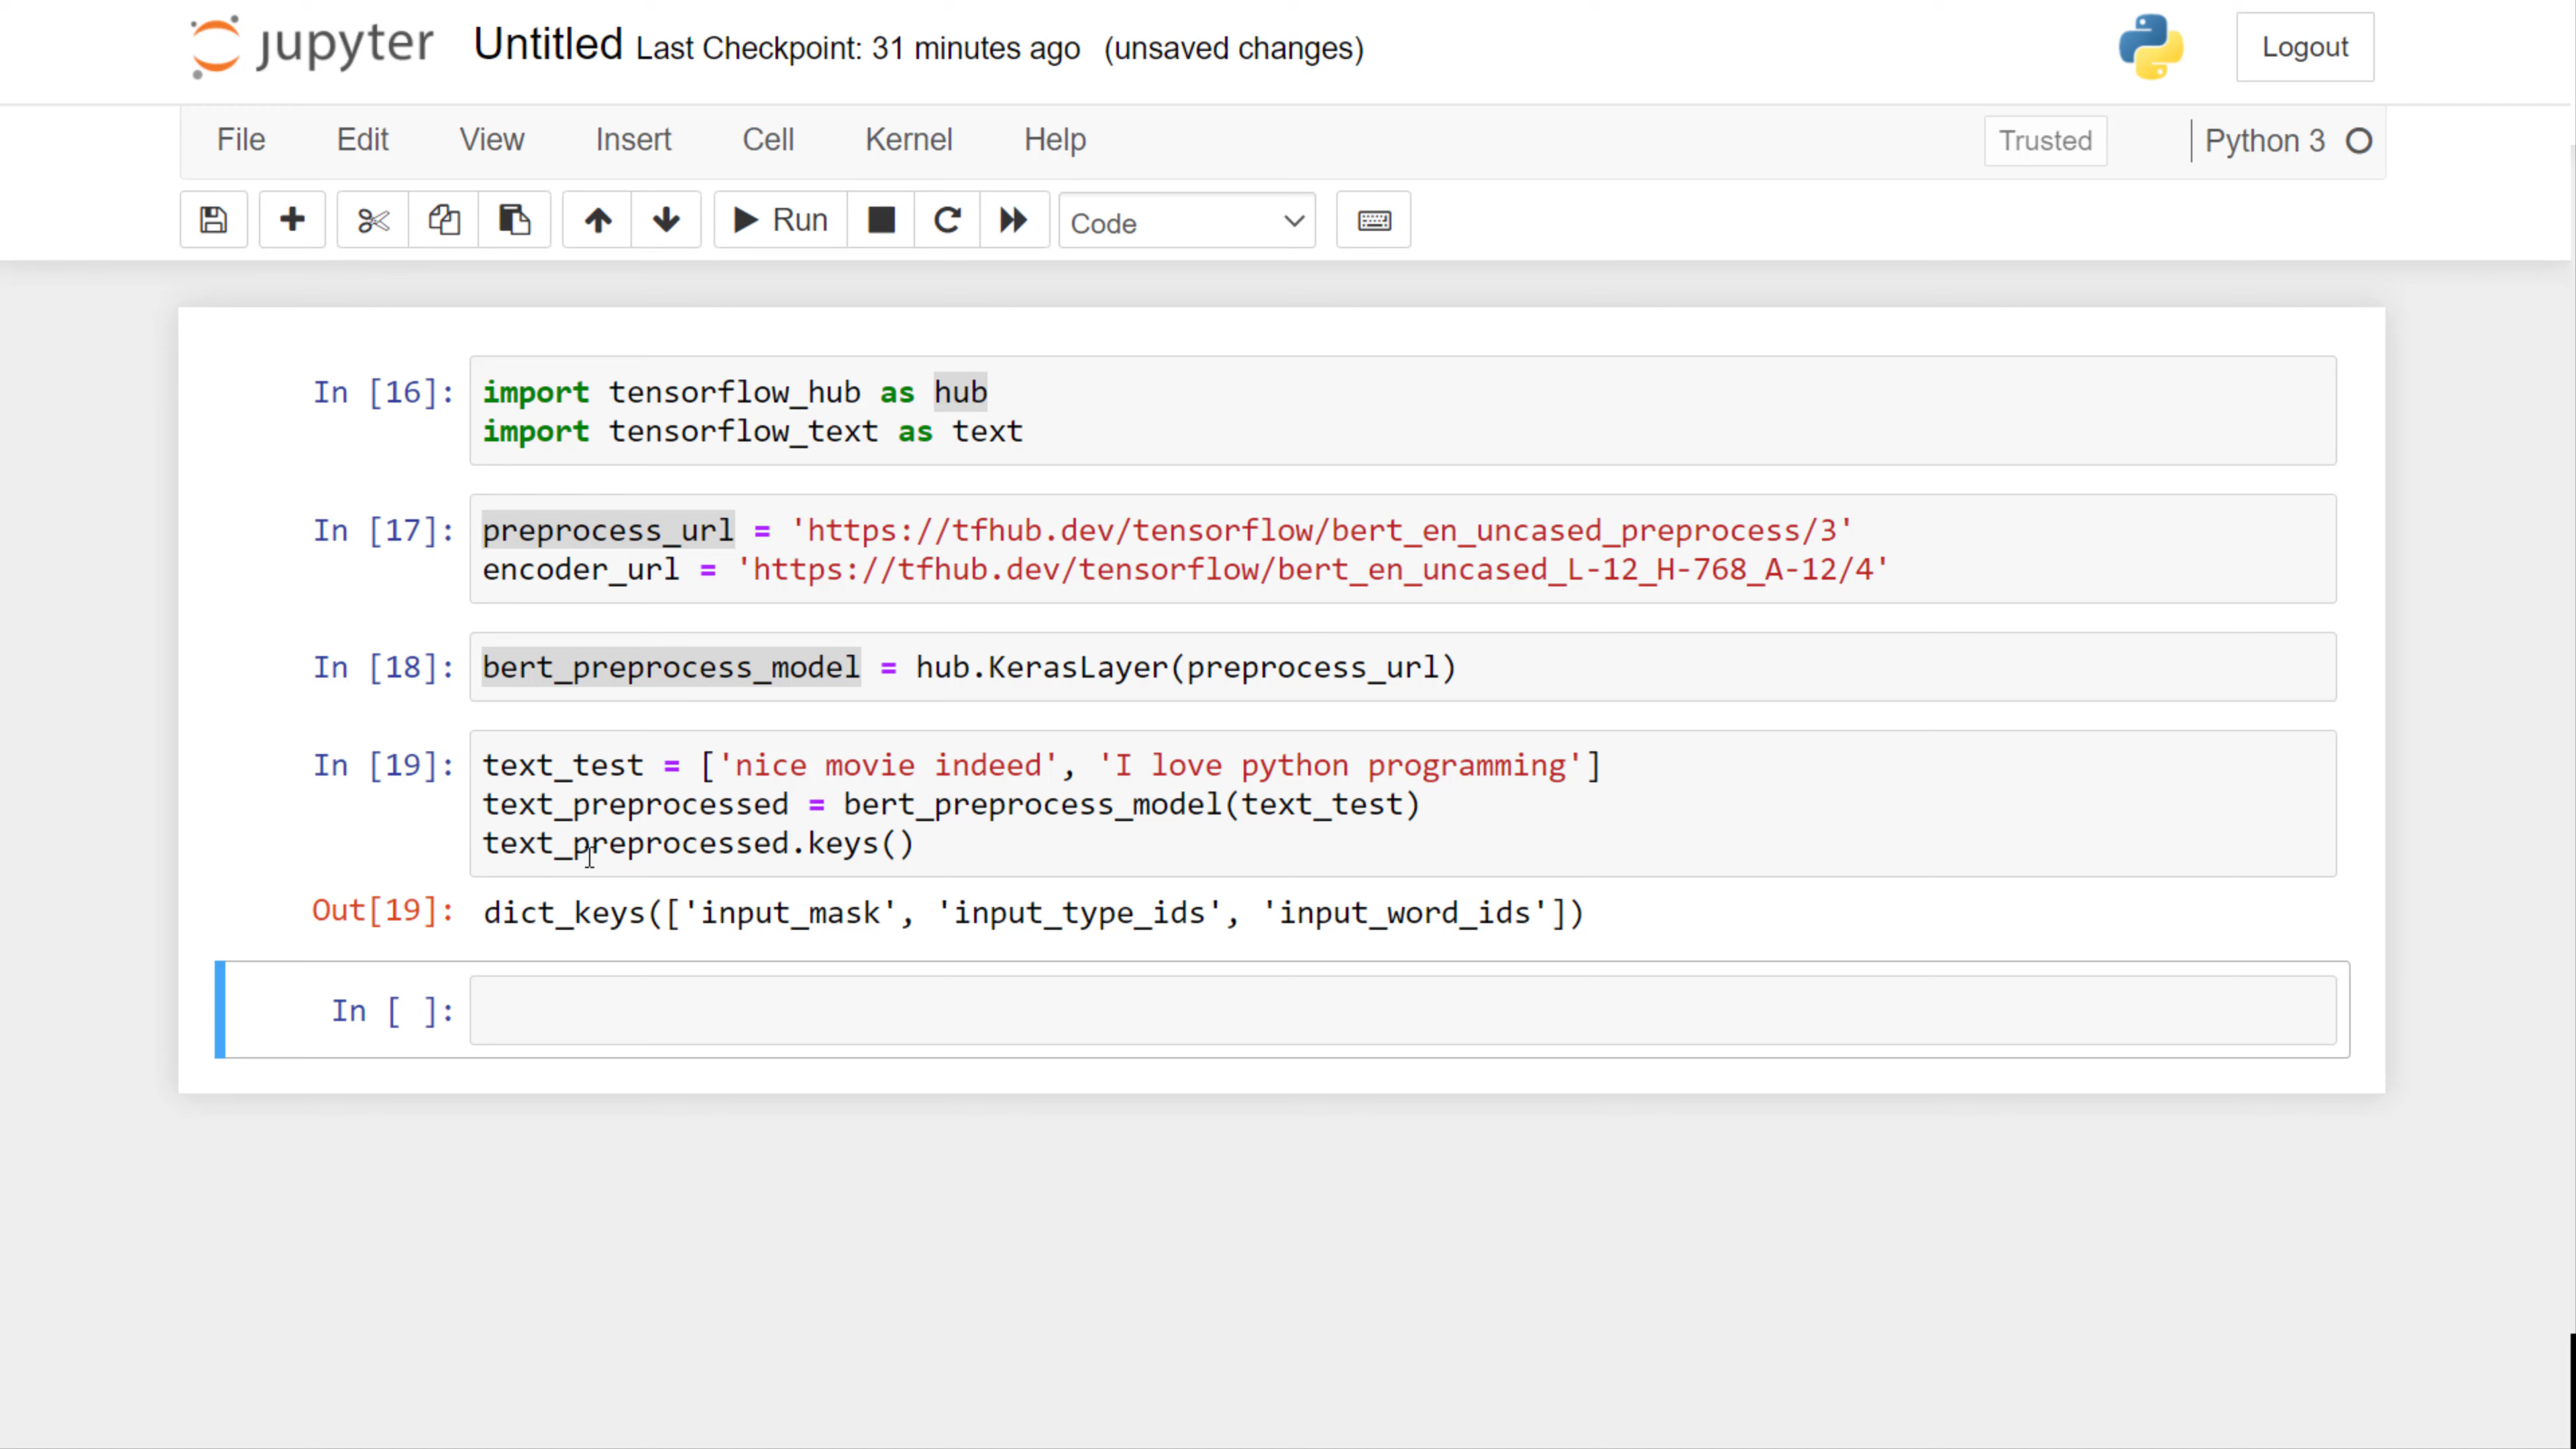 jupyter Untitled Last Checkpoint: 31 minutes ago (unsaved changes) Logout
File Edit View Insert Cell Kernel Help Trusted Python 3
Run Code
In [16]: import tensorflow_hub as hub
import tensorflow_text as text
In [17]: preprocess_url = 'https://tfhub.dev/tensorflow/bert_en_uncased_preprocess/3'
encoder_url = 'https://tfhub.dev/tensorflow/bert_en_uncased_L-12_H-768_A-12/4'
In [18]: bert_preprocess_model = hub.KerasLayer(preprocess_url)
In [19]: text_test = ['nice movie indeed', 'I love python programming']
text_preprocessed = bert_preprocess_model(text_test)
text_preprocessed.keys()
Out[19]: dict_keys(['input_mask', 'input_type_ids', 'input_word_ids'])
In [ ]: